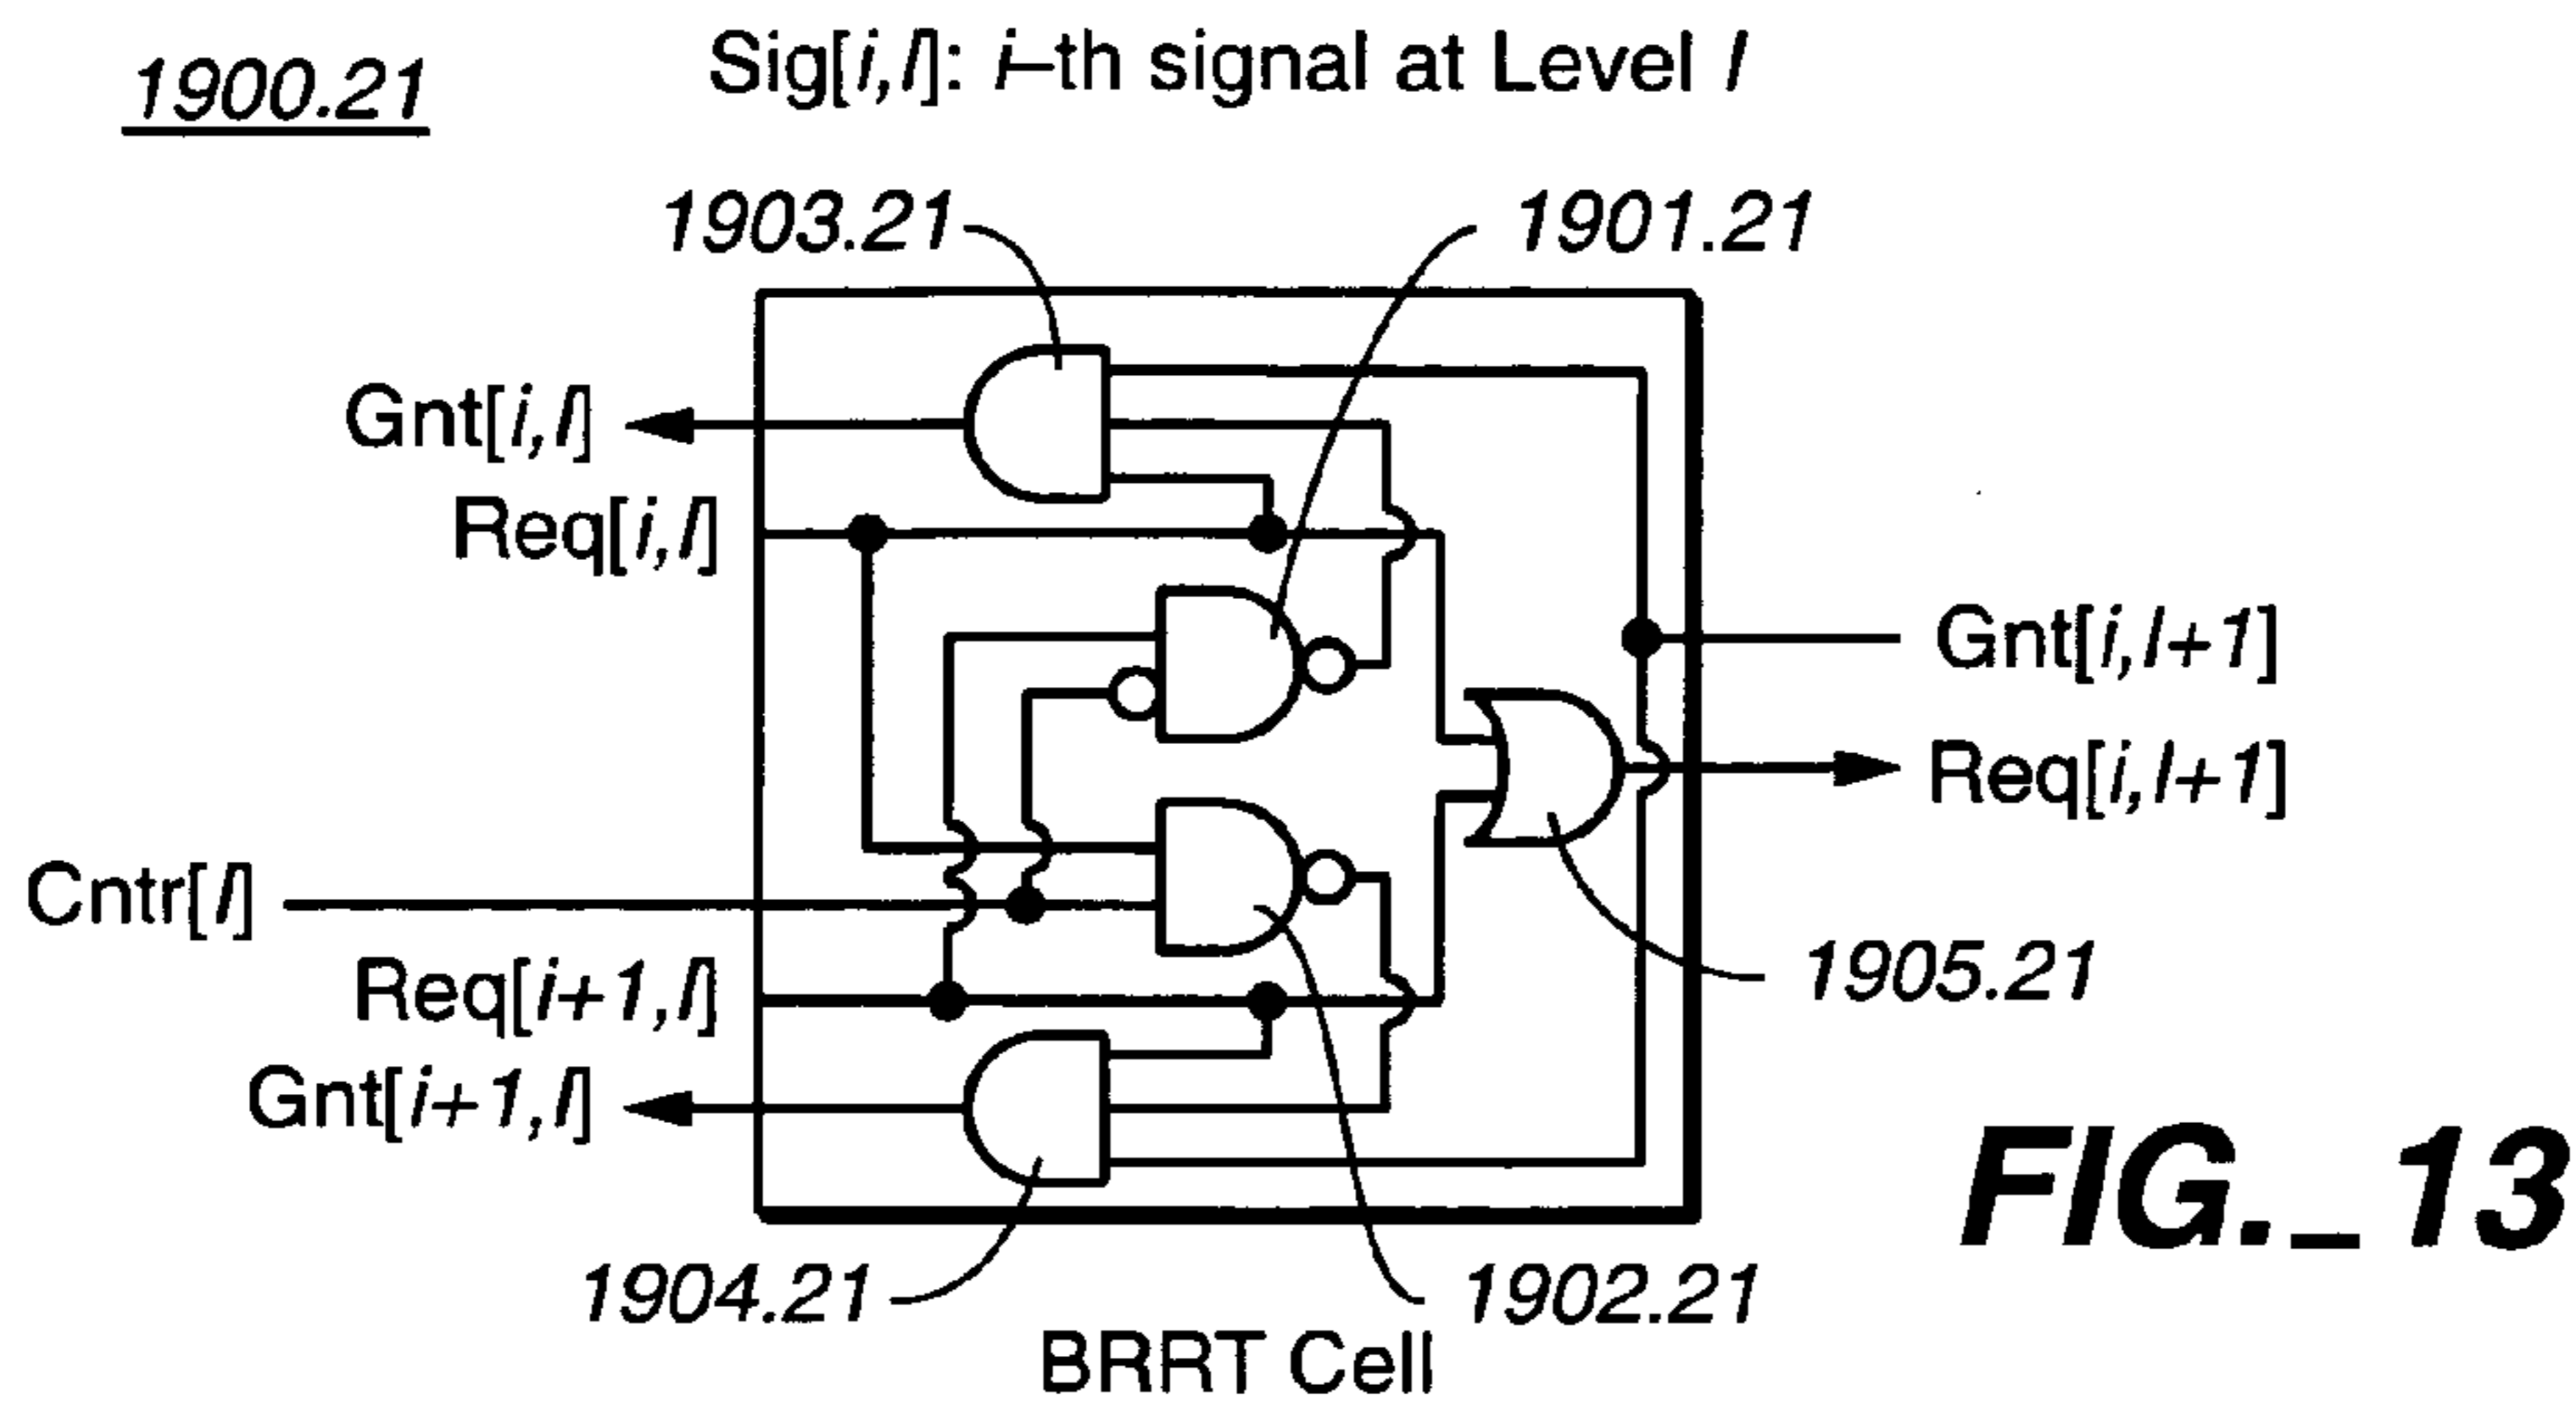 Sig[i,l]: i–th signal at Level l
1900.21
1903.21
1901.21
Gnt[i,l]
Req[i,l]
Gnt[i,l+1]
Req[i,l+1]
Cntr[l]
Req[i+1,l]
1905.21
Gnt[i+1,l]
1904.21
1902.21
BRRT Cell
FIG._13